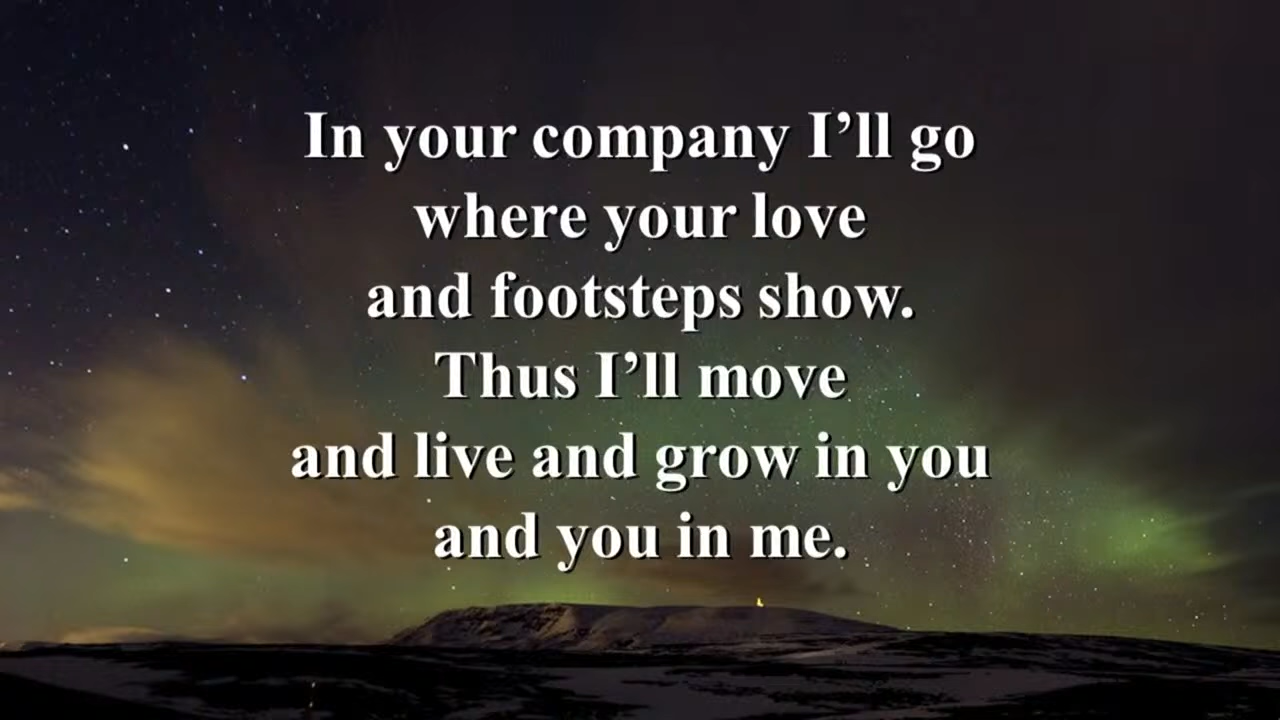 In your company I’ll go
where your love
and footsteps show.
Thus I’ll move
and live and grow in you
and you in me.